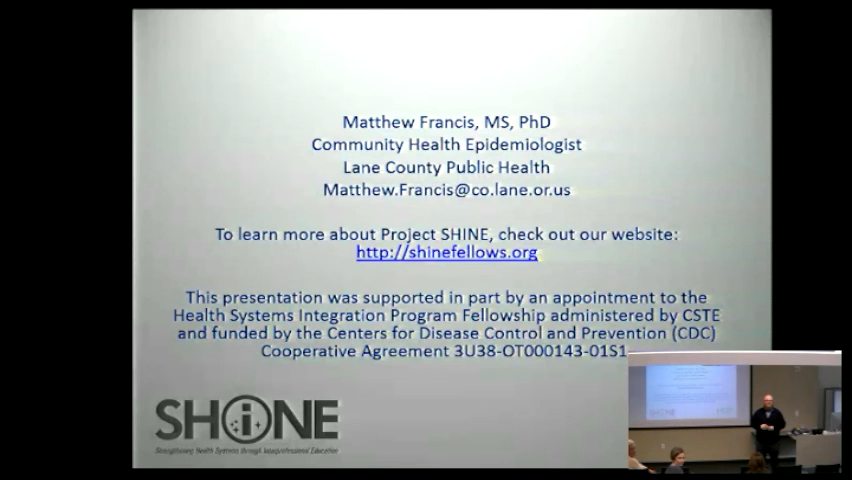 Matthew Francis, MS, PhD
Community Health Epidemiologist
Lane County Public Health
Matthew.Francis@co.lane.or.us
To learn more about Project SHINE, check out our website:
http://shinefellows.org
This presentation was supported in part by an appointment to the
Health Systems Integration Program Fellowship administered by CSTE
and funded by the Centers for Disease Control and Prevention (CDC)
Cooperative Agreement 3U38-OT000143-01S1
SHiNE
Strengthening Health Systems through Interprofessional Education